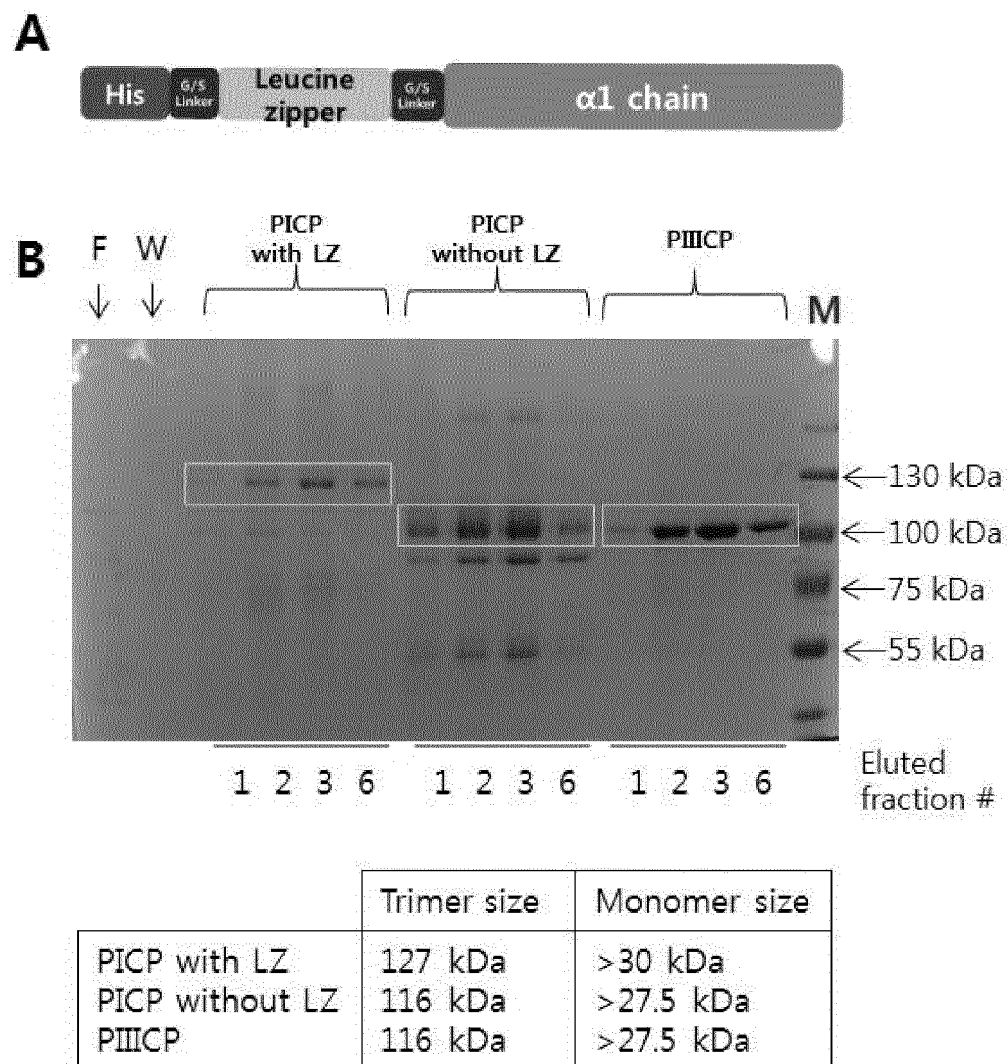 A
His
G/S
Linker
Leucine
zipper
G/S
Linker
α1 chain
B
F
W
PICP
with LZ
PICP
without LZ
PⅢCP
M
130 kDa
100 kDa
75 kDa
55 kDa
1 2 3 6
1 2 3 6
1 2 3 6
Eluted
fraction #
Trimer size Monomer size
PICP with LZ 127 kDa >30 kDa
PICP without LZ 116 kDa >27.5 kDa
PⅢCP 116 kDa >27.5 kDa